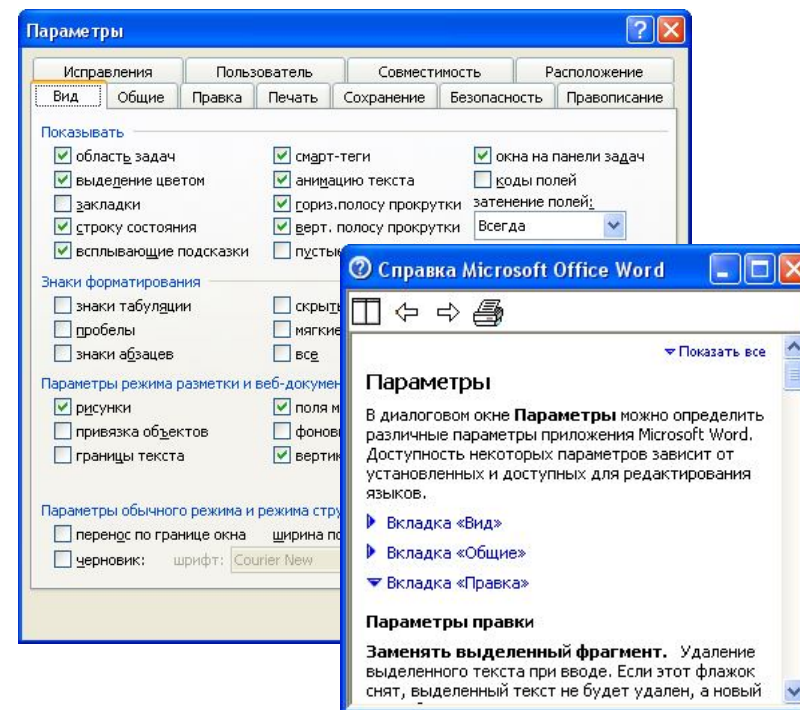 Параметры
Исправления Пользователь Совместимость Расположение
Вид Общие Правка Печать Сохранение Безопасность Правописание
Показывать
область задач смарт-теги окна на панели задач
выделение цветом анимацию текста коды полей
закладки гориз.полосу прокрутки затенение полей:
строку состояния верт. полосу прокрутки Всегда
всплывающие подсказки
Знаки форматирования
знаки табуляции
пробелы мягкие
знаки абзацев все
Параметры режима разметки и
рисунки поля
привязка объектов
границы текста
Параметры обычного режима и режима
перенос по границе окна ширина
черновик: шрифт: Courier New
Справка Microsoft Office Word
Показать все
Параметры
В диалоговом окне Параметры можно определить
различные параметры приложения Microsoft Word.
Доступность некоторых параметров зависит от
установленных и доступных для редактирования
языков.
Вкладка «Вид»
Вкладка «Общие»
Вкладка «Правка»
Параметры правки
Заменять выделенный фрагмент. Удаление
выделенного текста при вводе. Если этот флажок
снят, выделенный текст не будет удален, а новый